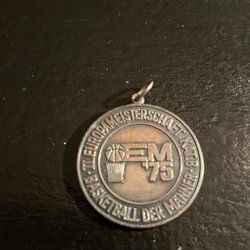 EUROPAMEISTERSCHAFT
BASKETBALL DER MÄNNER
EM
'75